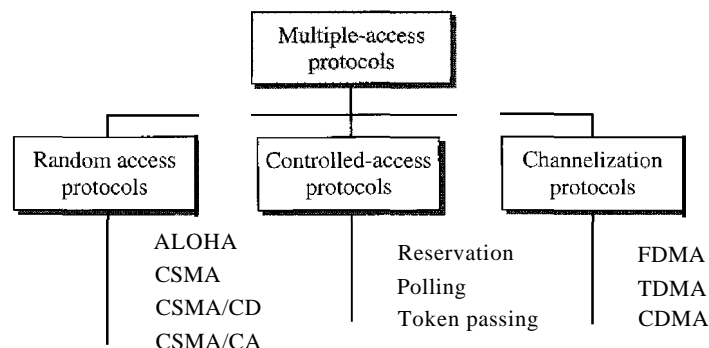 Multiple-access
protocols
Random access
protocols
Controlled-access
protocols
Channelization
protocols
ALOHA
CSMA
CSMA/CD
CSMA/CA
Reservation
Polling
Token passing
FDMA
TDMA
CDMA